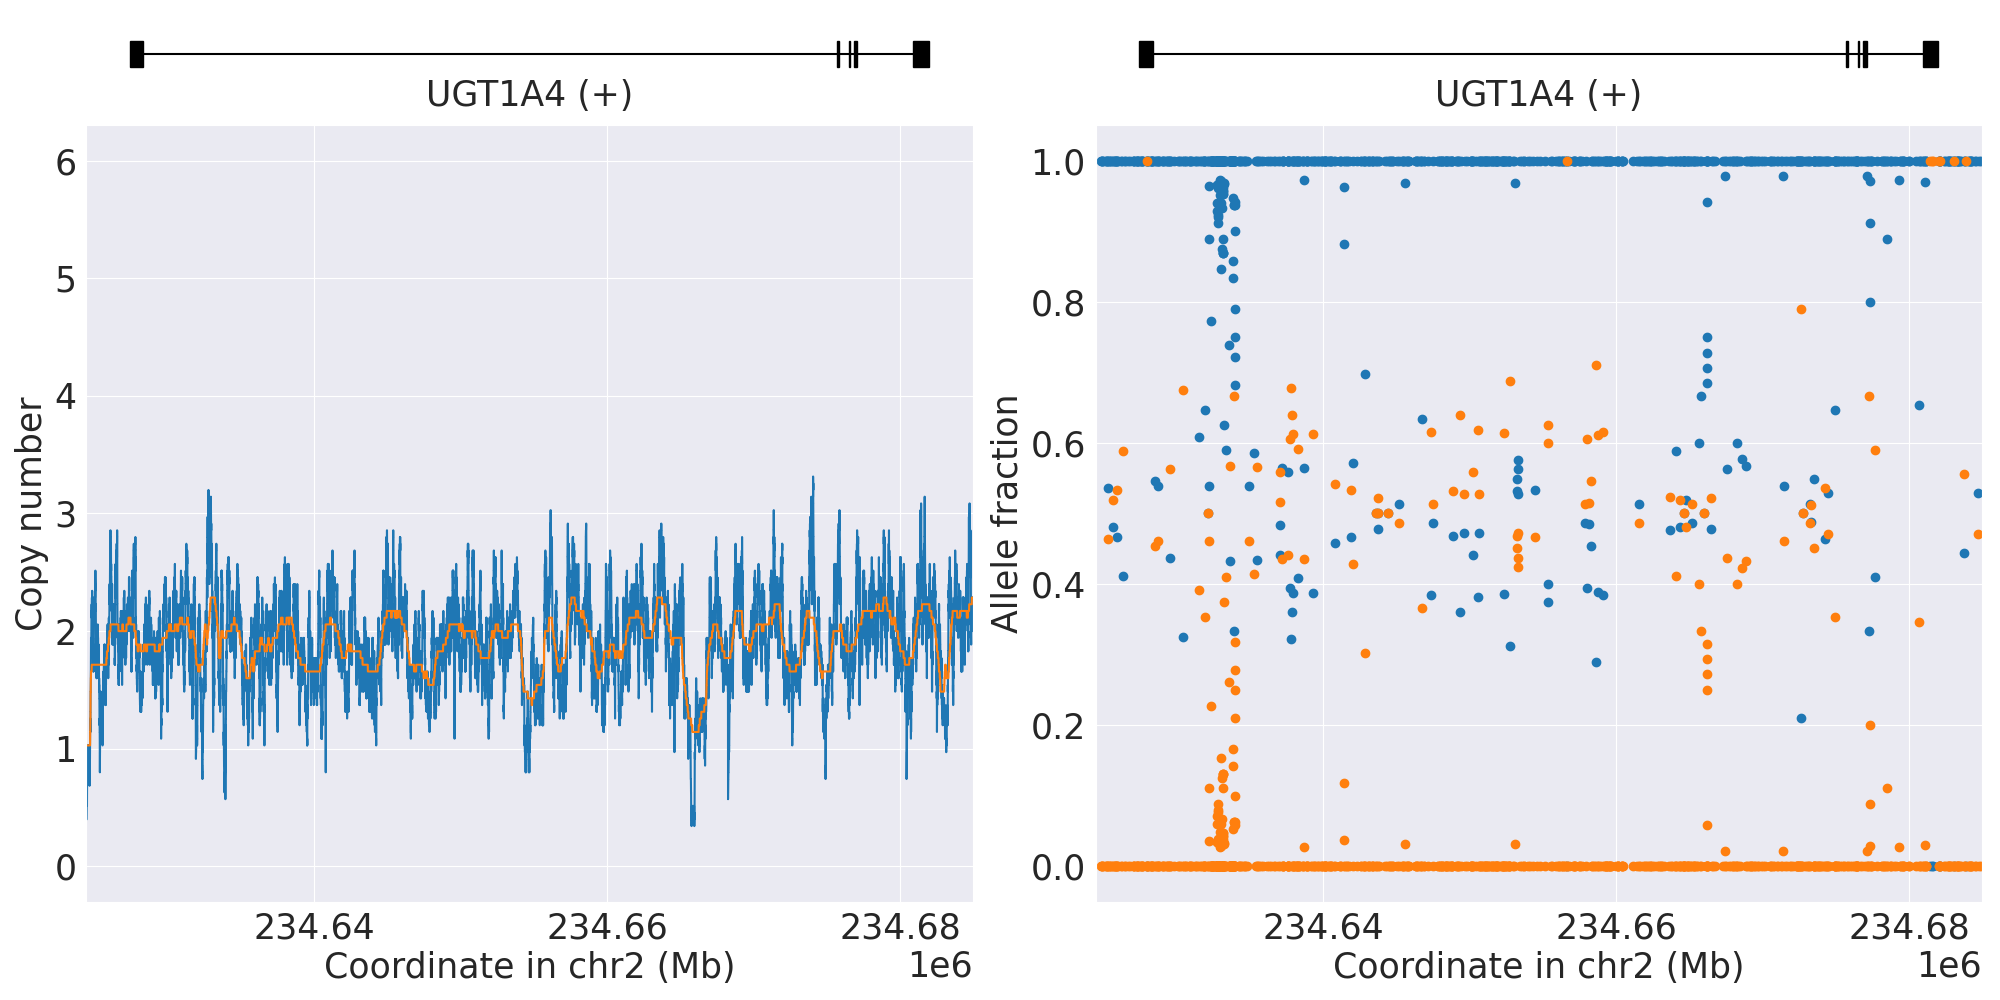 UGT1A4 (+)
6
5
4
3
2
1
0
Copy number
234.64 234.66 234.68
Coordinate in chr2 (Mb)
1e6
UGT1A4 (+)
1.0
0.8
0.6
0.4
0.2
0.0
Allele fraction
234.64 234.66 234.68
Coordinate in chr2 (Mb)
1e6